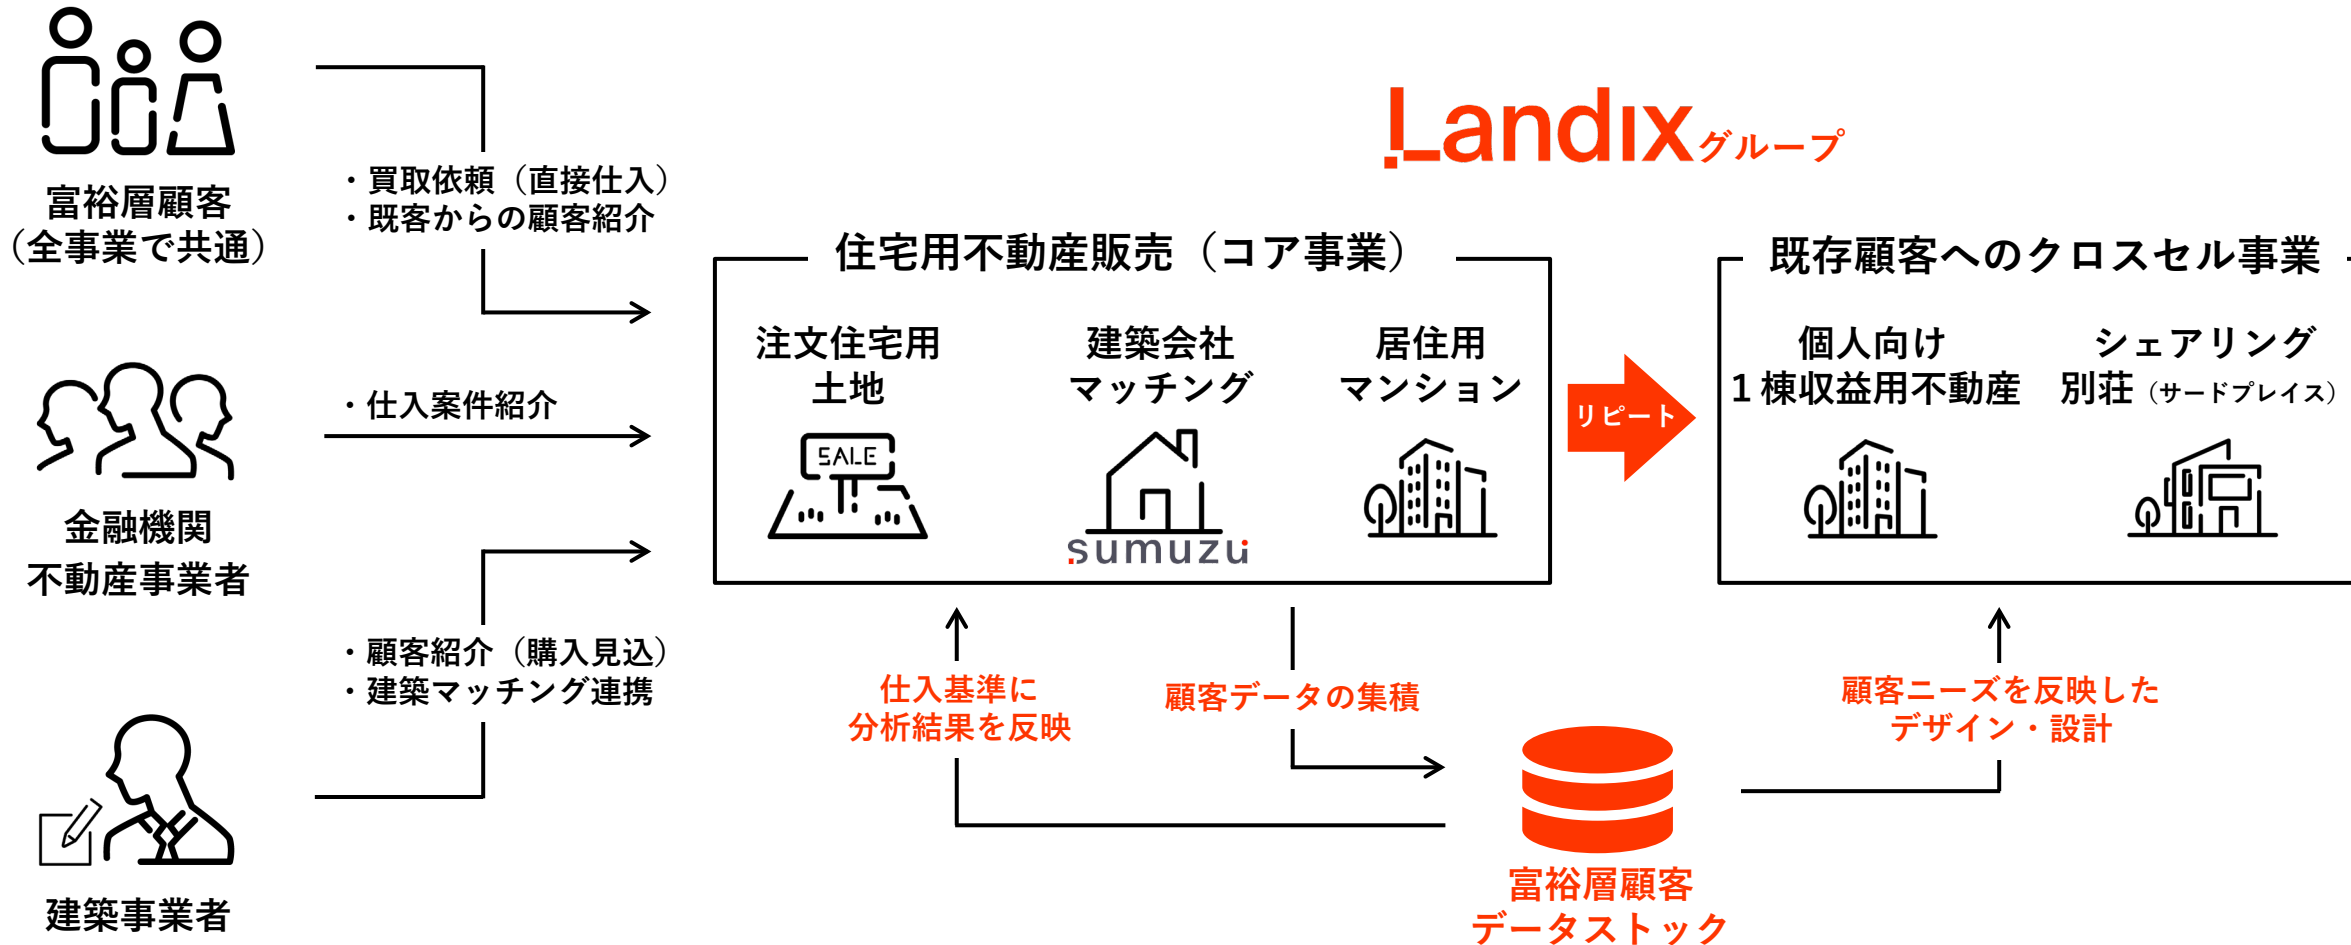 富裕層顧客
（全事業で共通）
・買取依頼（直接仕入）
・既客からの顧客紹介
金融機関
不動産事業者
・仕入案件紹介
建築事業者
・顧客紹介（購入見込）
・建築マッチング連携
Landixグループ
住宅用不動産販売（コア事業）
注文住宅用
土地
SALE
建築会社
マッチング
sumuzu
居住用
マンション
リピート
既存顧客へのクロスセル事業
個人向け
１棟収益用不動産
シェアリング
別荘（サードプレイス）
仕入基準に
分析結果を反映
顧客データの集積
顧客ニーズを反映した
デザイン・設計
富裕層顧客
データストック